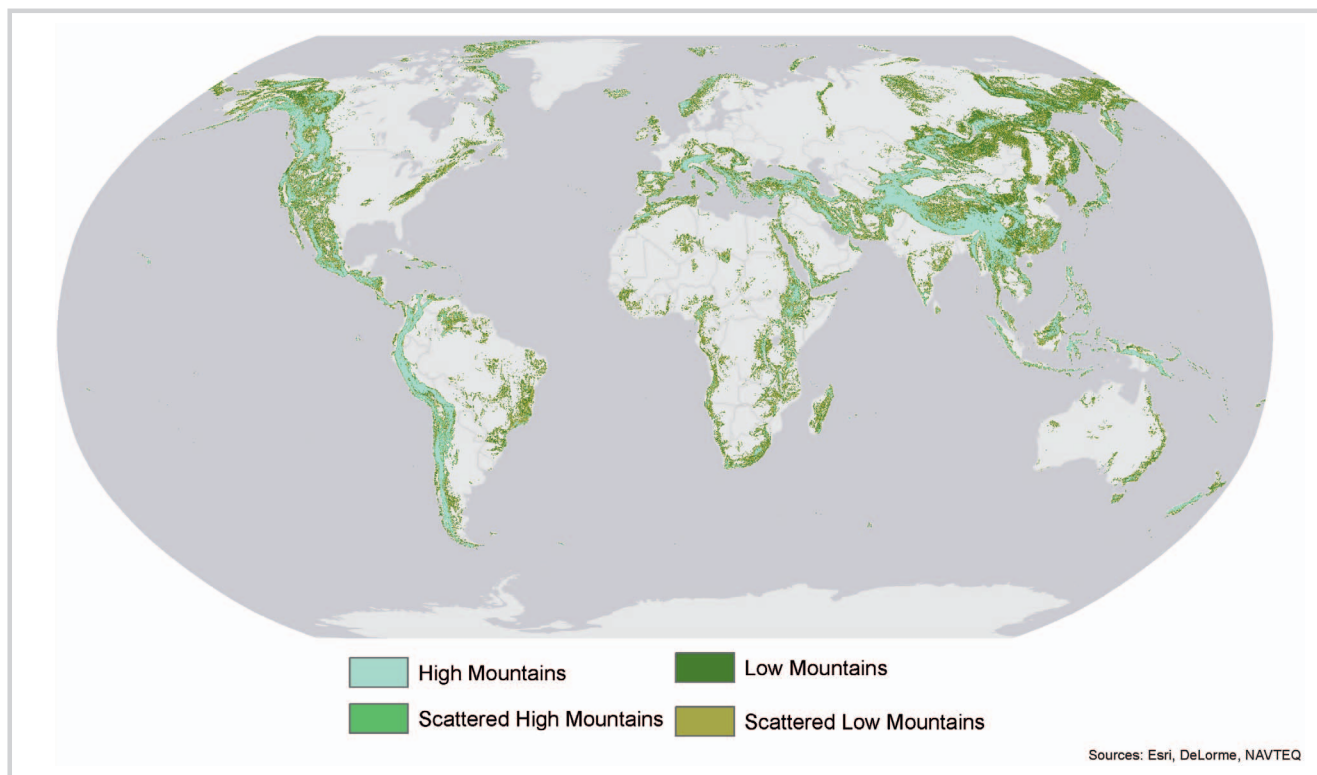 High Mountains
Low Mountains
Scattered High Mountains
Scattered Low Mountains
Sources: Esri, DeLorme, NAVTEQ